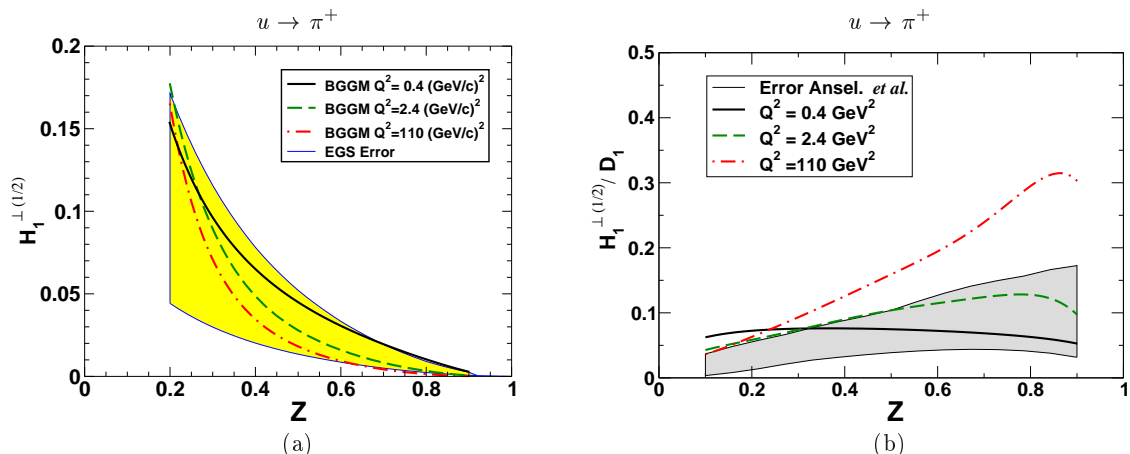 u → π⁺
0.2
0.15
0.1
0.05
0
H₁^⊥ (1/2)
BGGM Q²= 0.4 (GeV/c)²
BGGM Q²=2.4 (GeV/c)²
BGGM Q²=110 (GeV/c)²
EGS Error
0 0.2 0.4 0.6 0.8 1
Z
(a)
u → π⁺
0.5
0.4
0.3
0.2
0.1
0
H₁^⊥ (1/2) / D₁
Error Ansel. et al.
Q² = 0.4 GeV²
Q² = 2.4 GeV²
Q² =110 GeV²
0 0.2 0.4 0.6 0.8 1
Z
(b)